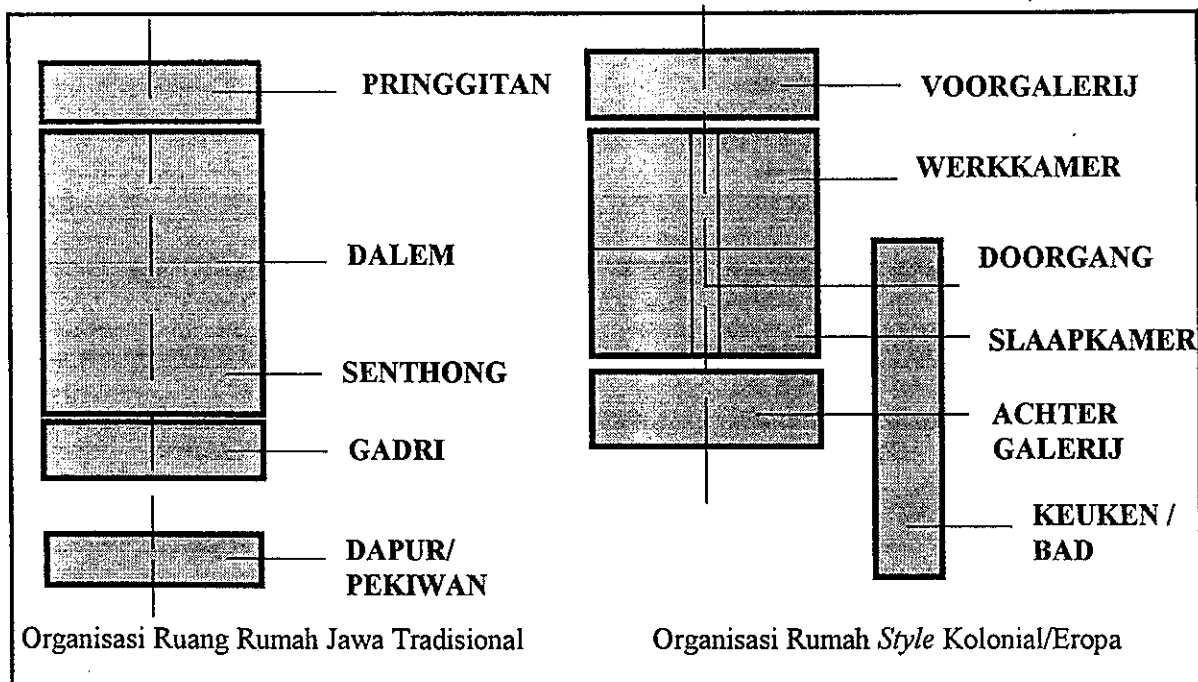 PRINGGITAN
DALEM
SENTHONG
GADRI
DAPUR/
PEKIWAN
Organisasi Ruang Rumah Jawa Tradisional
VOORGALERIJ
WERKKAMER
DOORGANG
SLAAPKAMER
ACHTER
GALERIJ
KEUKEN /
BAD
Organisasi Rumah Style Kolonial/Eropa